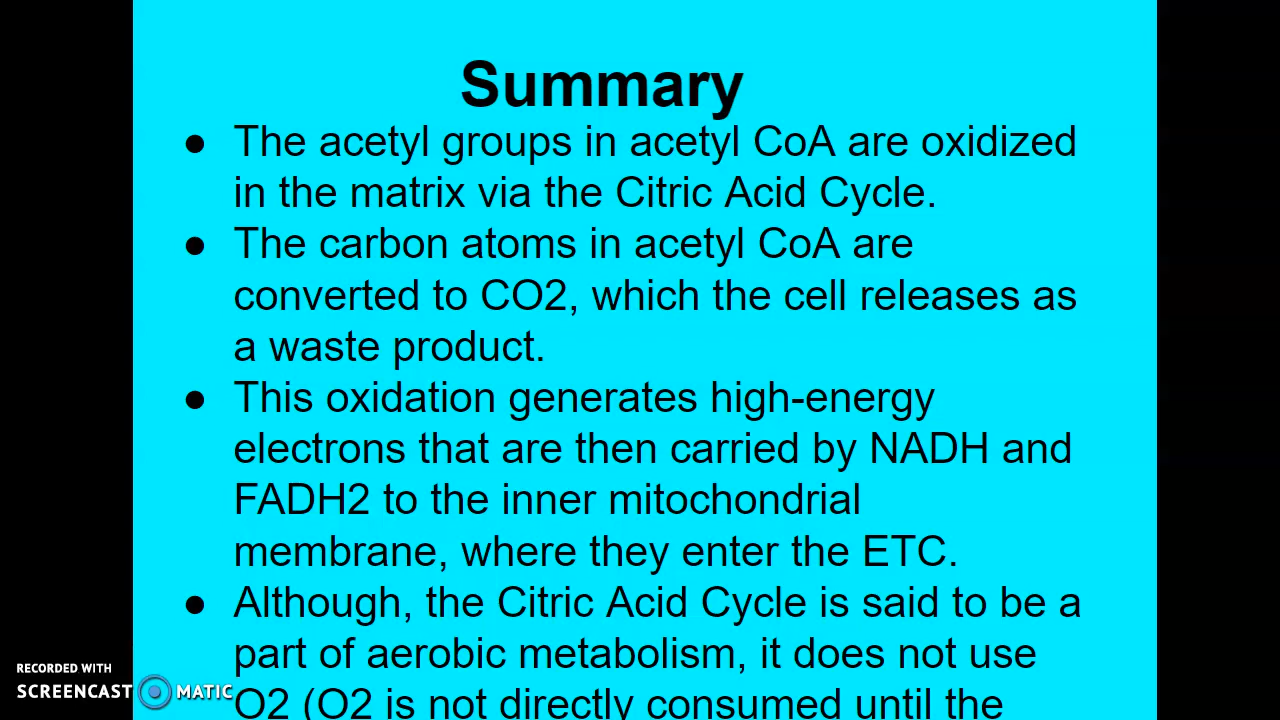 Summary
● The acetyl groups in acetyl CoA are oxidized
in the matrix via the Citric Acid Cycle.
● The carbon atoms in acetyl CoA are
converted to CO2, which the cell releases as
a waste product.
● This oxidation generates high-energy
electrons that are then carried by NADH and
FADH2 to the inner mitochondrial
membrane, where they enter the ETC.
● Although, the Citric Acid Cycle is said to be a
part of aerobic metabolism, it does not use
O2 (O2 is not directly consumed until the
RECORDED WITH
SCREENCAST MATIC